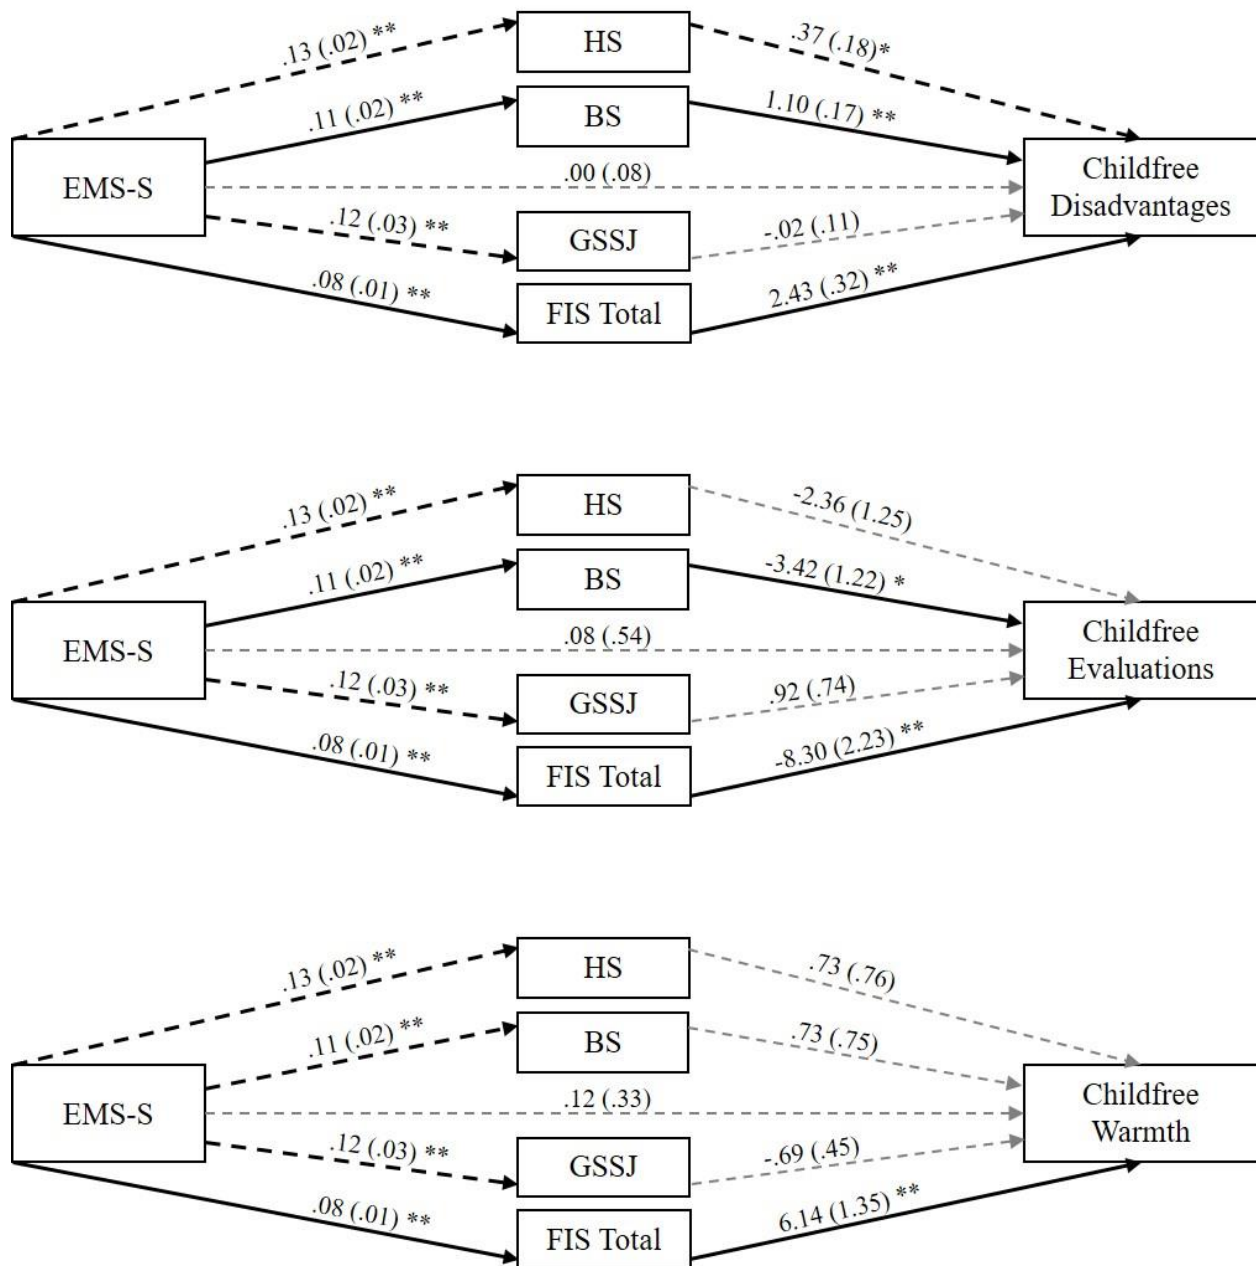 .13 (.02) **
HS
.37 (.18)*
.11 (.02) **
BS
1.10 (.17) **
EMS-S
.00 (.08)
Childfree
Disadvantages
.12 (.03) **
GSSJ
-.02 (.11)
.08 (.01) **
FIS Total
2.43 (.32) **
.13 (.02) **
HS
-2.36 (1.25)
.11 (.02) **
BS
-3.42 (1.22) *
EMS-S
.08 (.54)
Childfree
Evaluations
.12 (.03) **
GSSJ
.92 (.74)
.08 (.01) **
FIS Total
-8.30 (2.23) **
.13 (.02) **
HS
.73 (.76)
.11 (.02) **
BS
.73 (.75)
EMS-S
.12 (.33)
Childfree
Warmth
.12 (.03) **
GSSJ
-.69 (.45)
.08 (.01) **
FIS Total
6.14 (1.35) **